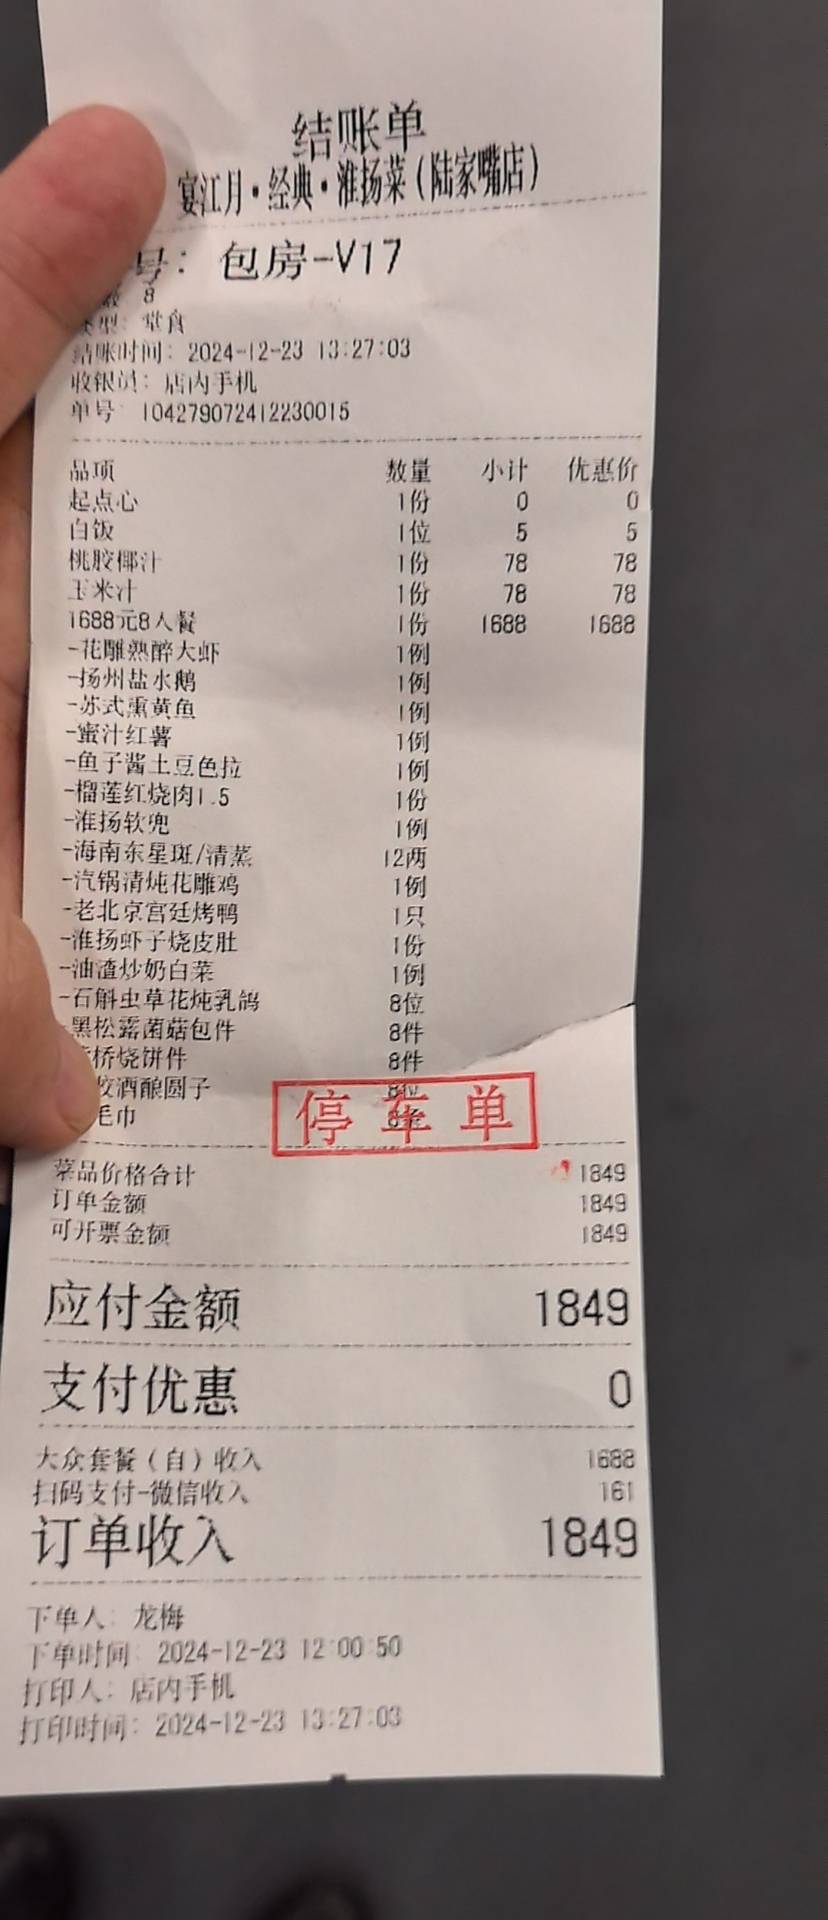 结账单
宴江月·经典·淮扬菜(陆家嘴店)
号: 包房-V17
数 8
类型: 堂食
结账时间: 2024-12-23 13:27:03
收银员: 店内手机
单号 104279072412230015
品项 数量 小计 优惠价
起点心 1份 0 0
白饭 1位 5 5
桃胶椰汁 1份 78 78
玉米汁 1份 78 78
1688元8人餐 1份 1688 1688
-花雕熟醉大虾 1例
-扬州盐水鹅 1例
-苏式熏黄鱼 1例
-蜜汁红薯 1例
-鱼子酱土豆色拉 1例
-榴莲红烧肉1.5 1份
-淮扬软兜 1例
-海南东星斑/清蒸 12两
-汽锅清炖花雕鸡 1例
-老北京宫廷烤鸭 1只
-淮扬虾子烧皮肚 1份
-油渣炒奶白菜 1例
-石斛虫草花炖乳鸽 8位
-黑松露菌菇包件 8件
桥烧饼件 8件
胶酒酿圆子 8位
毛巾 8条
停车单
菜品价格合计 1849
订单金额 1849
可开票金额 1849
应付金额 1849
支付优惠 0
大众套餐(自)收入 1688
扫码支付-微信收入 161
订单收入 1849
下单人: 龙梅
下单时间: 2024-12-23 12:00:50
打印人: 店内手机
打印时间: 2024-12-23 13:27:03